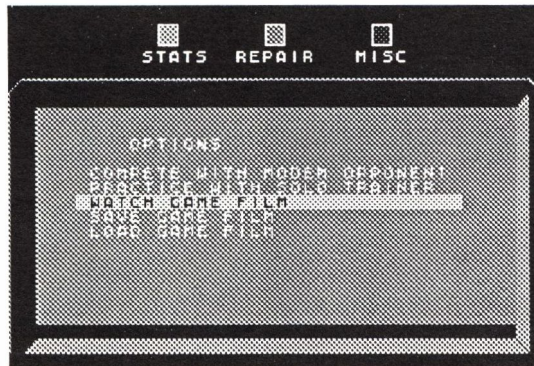 STATS REPAIR MISC
OPTIONS
COMPETE WITH MODEM OPPONENT
PRACTICE WITH SOLO TRAINER
WATCH GAME FILM
SAVE GAME FILM
LOAD GAME FILM